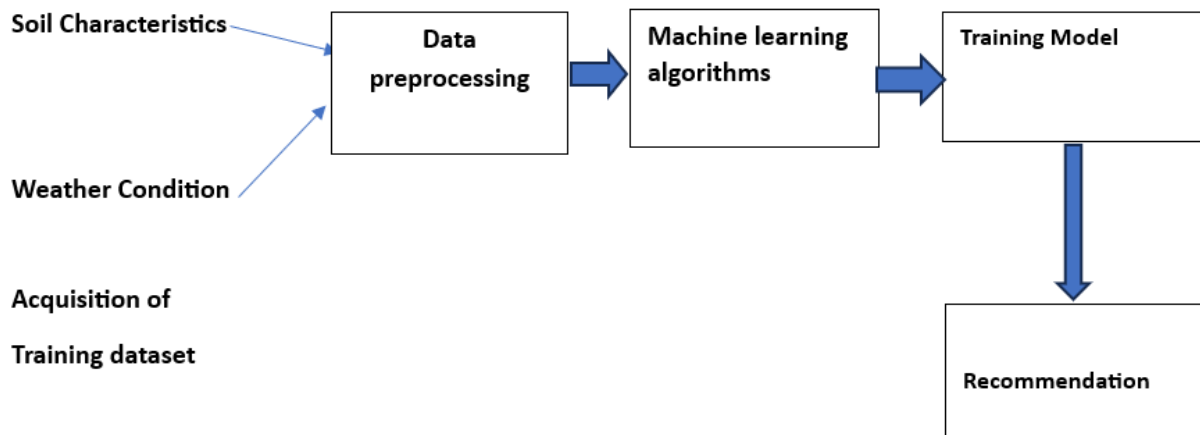 Soil Characteristics
Data
preprocessing
Machine learning
algorithms
Training Model
Weather Condition
Acquisition of
Training dataset
Recommendation